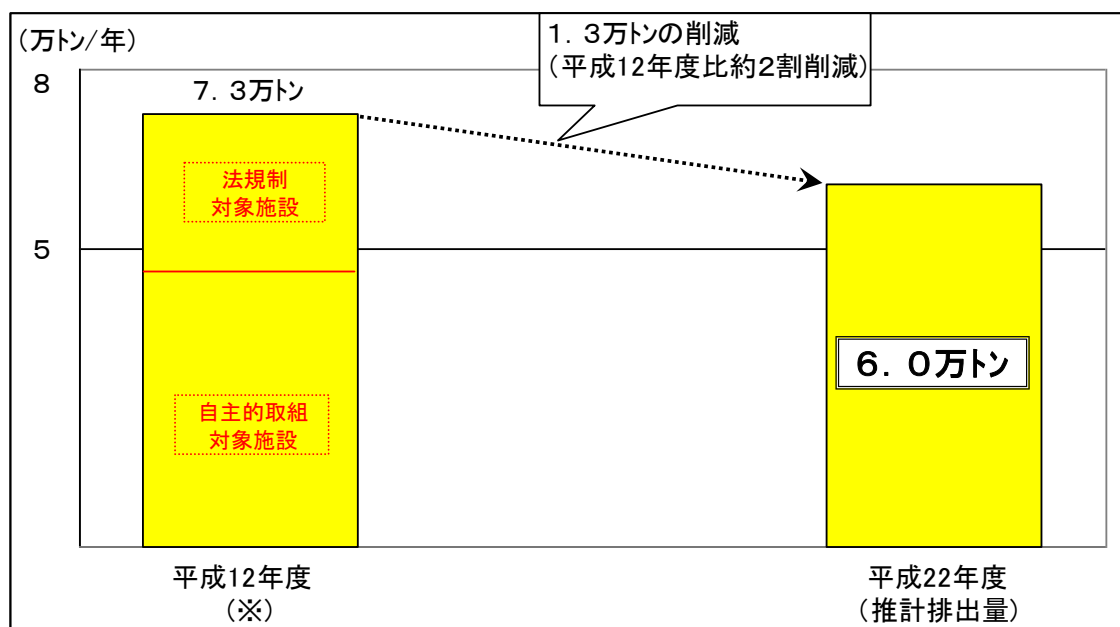 (万トン/年)
1．3万トンの削減
(平成12年度比約2割削減)
8
7．3万トン
法規制
対象施設
5
6．0万トン
自主的取組
対象施設
平成12年度
(※)
平成22年度
(推計排出量)